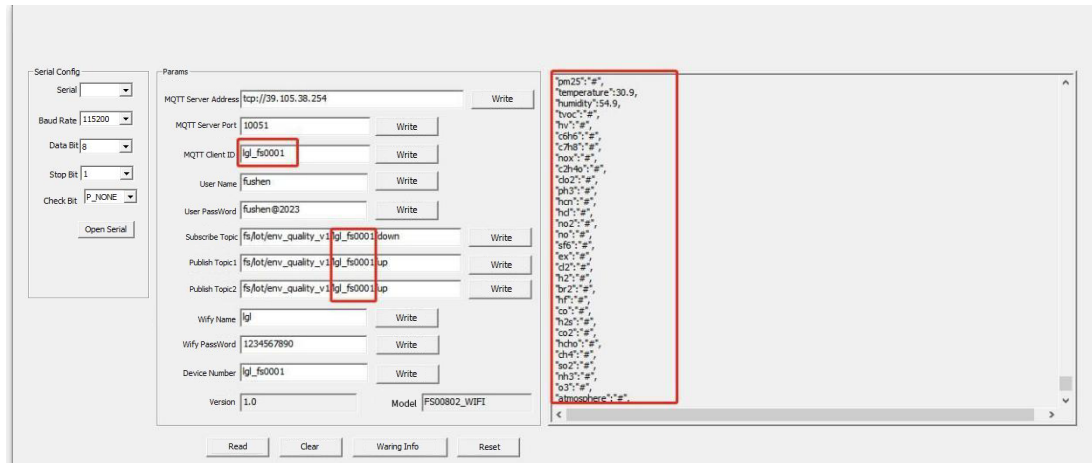 Serial Config
Serial
Baud Rate 115200
Data Bit 8
Stop Bit 1
Check Bit P_NONE
Open Serial
Params
MQTT Server Address tcp://39.105.38.254 Write
MQTT Server Port 10051 Write
MQTT Client ID lgl_fs0001 Write
User Name fushen Write
User PassWord fushen@2023 Write
Subscribe Topic fs/lot/env_quality_v1/lgl_fs0001/down Write
Publish Topic1 fs/lot/env_quality_v1/lgl_fs0001/up Write
Publish Topic2 fs/lot/env_quality_v1/lgl_fs0001/up Write
Wify Name lgl Write
Wify PassWord 1234567890 Write
Device Number lgl_fs0001 Write
Version 1.0 Model FS00802_WIFI
Read Clear Waring Info Reset
"pm25":"#",
"temperature":30.9,
"humidity":54.9,
"tvoc":"#",
"hv":"#",
"c6h6":"#",
"c7h8":"#",
"nox":"#",
"c2h4o":"#",
"clo2":"#",
"ph3":"#",
"hcn":"#",
"hcl":"#",
"no2":"#",
"no":"#",
"sf6":"#",
"ex":"#",
"cl2":"#",
"h2":"#",
"br2":"#",
"hf":"#",
"co":"#",
"h2s":"#",
"co2":"#",
"hcho":"#",
"ch4":"#",
"so2":"#",
"nh3":"#",
"o3":"#",
"atmosphere":"#",